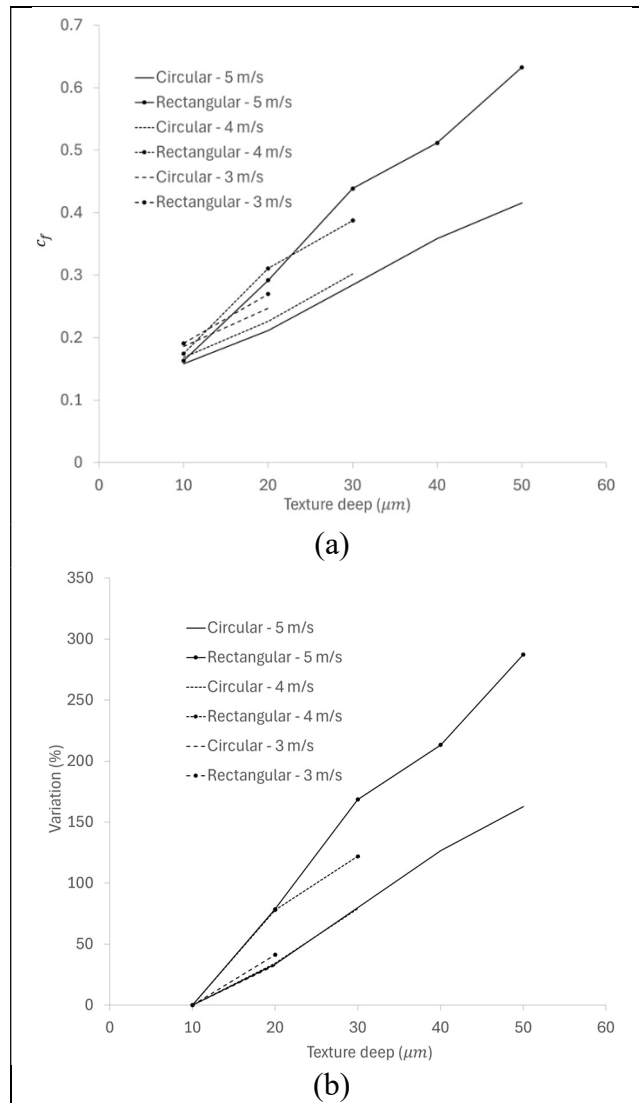 0.7
0.6
0.5
0.4
0.3
0.2
0.1
0
c_f
Circular - 5 m/s
Rectangular - 5 m/s
Circular - 4 m/s
Rectangular - 4 m/s
Circular - 3 m/s
Rectangular - 3 m/s
0 10 20 30 40 50 60
Texture deep (μm)
(a)
350
300
250
200
150
100
50
0
Variation (%)
Circular - 5 m/s
Rectangular - 5 m/s
Circular - 4 m/s
Rectangular - 4 m/s
Circular - 3 m/s
Rectangular - 3 m/s
0 10 20 30 40 50 60
Texture deep (μm)
(b)